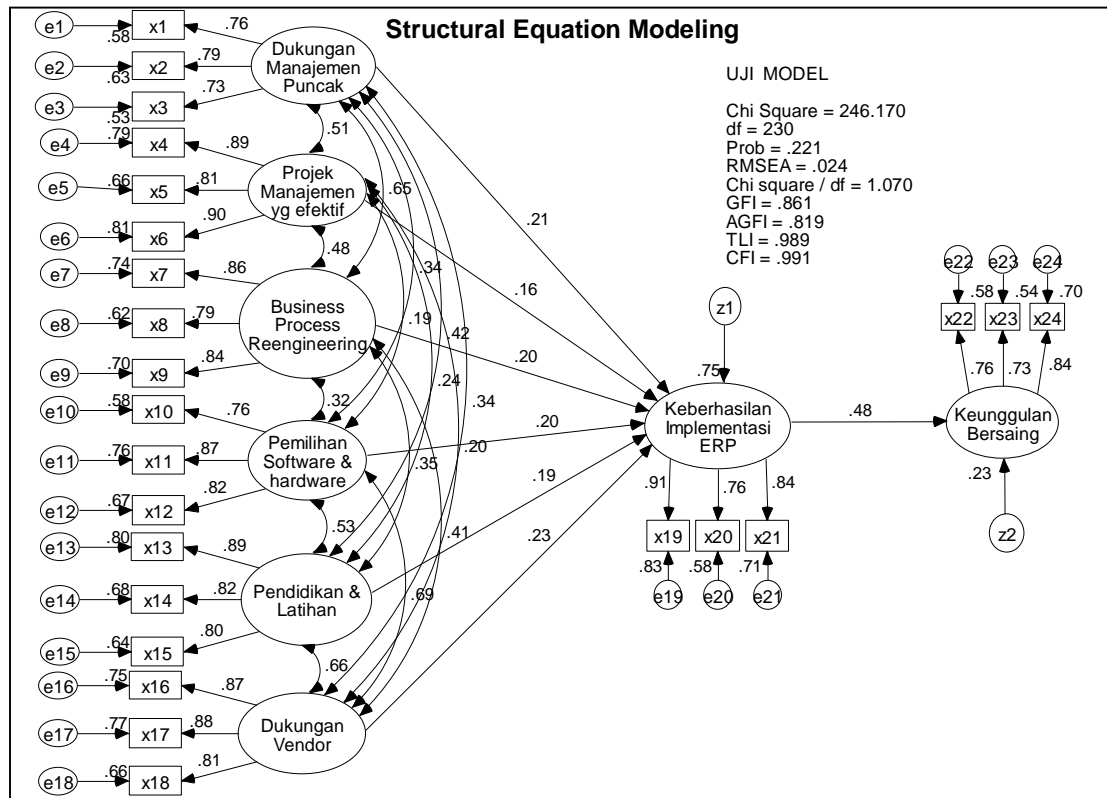 Structural Equation Modeling
UJI MODEL
Chi Square = 246.170
df = 230
Prob = .221
RMSEA = .024
Chi square / df = 1.070
GFI = .861
AGFI = .819
TLI = .989
CFI = .991
e1
.58
x1
.76
e2
.63
x2
.79
e3
.53
x3
.73
Dukungan
Manajemen
Puncak
.51
e4
.79
x4
.89
e5
.66
x5
.81
e6
.81
x6
.90
Projek
Manajemen
yg efektif
.65
.48
e7
.74
x7
.86
e8
.62
x8
.79
e9
.70
x9
.84
Business
Process
Reengineering
.34
.19
.42
.24
.34
.32
e10
.58
x10
.76
e11
.76
x11
.87
e12
.67
x12
.82
Pemilihan
Software &
hardware
.20
.35
.53
.41
e13
.80
x13
.89
e14
.68
x14
.82
e15
.64
x15
.80
Pendidikan &
Latihan
.69
.66
e16
.75
x16
.87
e17
.77
x17
.88
e18
.66
x18
.81
Dukungan
Vendor
.21
.16
.20
.20
.19
.23
z1
.75
Keberhasilan
Implementasi
ERP
.91
.76
.84
x19
x20
x21
.83
.58
.71
e19
e20
e21
.48
e22
e23
e24
.58
.54
.70
x22
x23
x24
.76
.73
.84
Keunggulan
Bersaing
.23
z2